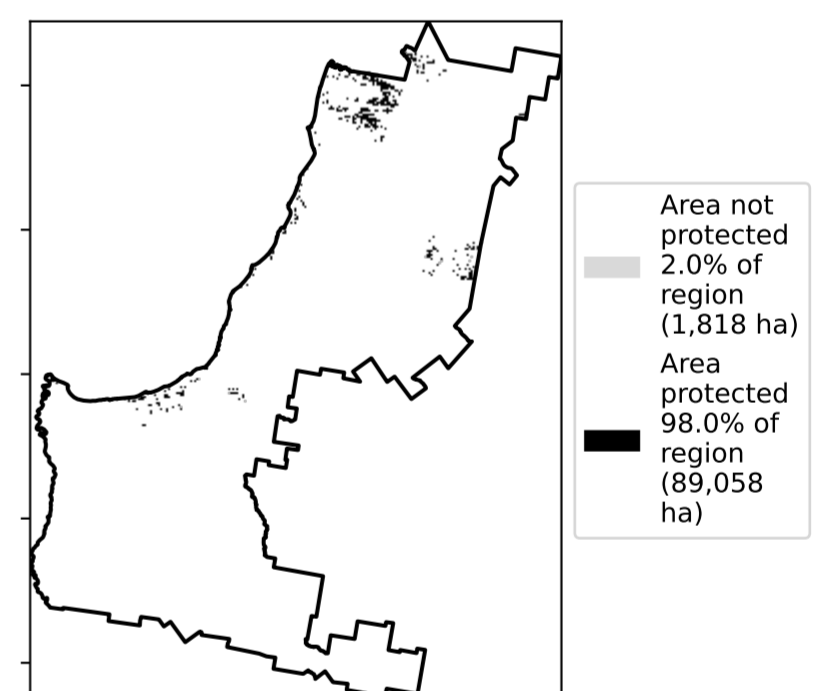 Area not
protected
2.0% of
region
(1,818 ha)
Area
protected
98.0% of
region
(89,058
ha)